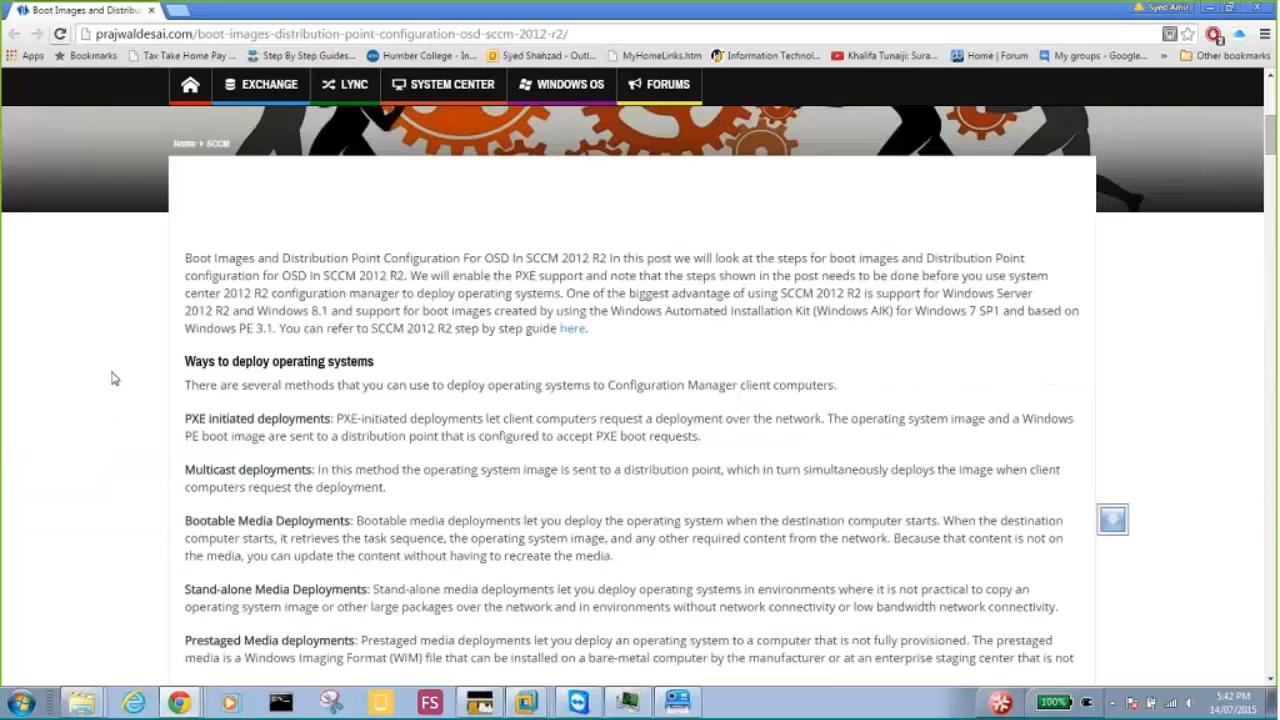 Boot Images and Distribu
Syed Amir
prajwaldesai.com/boot-images-distribution-point-configuration-osd-sccm-2012-r2/
Apps Bookmarks Tax Take Home Pay ... Step By Step Guides... Humber College - In... Syed Shahzad - Outl... MyHomeLinks.htm Information Technol... Khalifa Tunaiji: Sura... Home | Forum My groups - Google... » Other bookmarks
EXCHANGE LYNC SYSTEM CENTER WINDOWS OS FORUMS
Home SCCM
Boot Images and Distribution Point Configuration For OSD In SCCM 2012 R2 In this post we will look at the steps for boot images and Distribution Point
configuration for OSD In SCCM 2012 R2. We will enable the PXE support and note that the steps shown in the post needs to be done before you use system
center 2012 R2 configuration manager to deploy operating systems. One of the biggest advantage of using SCCM 2012 R2 is support for Windows Server
2012 R2 and Windows 8.1 and support for boot images created by using the Windows Automated Installation Kit (Windows AIK) for Windows 7 SP1 and based on
Windows PE 3.1. You can refer to SCCM 2012 R2 step by step guide here.
Ways to deploy operating systems
There are several methods that you can use to deploy operating systems to Configuration Manager client computers.
PXE initiated deployments: PXE-initiated deployments let client computers request a deployment over the network. The operating system image and a Windows
PE boot image are sent to a distribution point that is configured to accept PXE boot requests.
Multicast deployments: In this method the operating system image is sent to a distribution point, which in turn simultaneously deploys the image when client
computers request the deployment.
Bootable Media Deployments: Bootable media deployments let you deploy the operating system when the destination computer starts. When the destination
computer starts, it retrieves the task sequence, the operating system image, and any other required content from the network. Because that content is not on
the media, you can update the content without having to recreate the media.
Stand-alone Media Deployments: Stand-alone media deployments let you deploy operating systems in environments where it is not practical to copy an
operating system image or other large packages over the network and in environments without network connectivity or low bandwidth network connectivity.
Prestaged Media deployments: Prestaged media deployments let you deploy an operating system to a computer that is not fully provisioned. The prestaged
media is a Windows Imaging Format (WIM) file that can be installed on a bare-metal computer by the manufacturer or at an enterprise staging center that is not
FS
100%
5:42 PM
14/07/2015